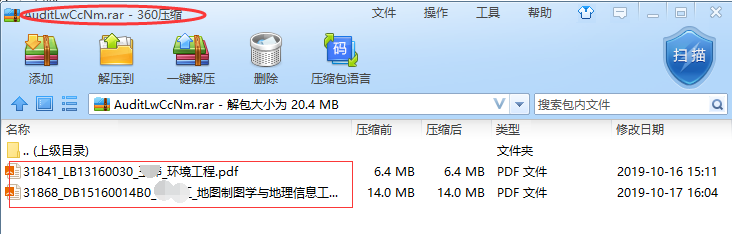 AuditLwCcNm.rar - 360压缩 文件 操作 工具 帮助
添加 解压到 一键解压 删除 压缩包语言 扫描
码
AuditLwCcNm.rar - 解包大小为 20.4 MB 搜索包内文件
名称 压缩前 压缩后 类型 修改日期
.. (上级目录) 文件夹
31841_LB13160030_ _环境工程.pdf 6.4 MB 6.4 MB PDF 文件 2019-10-16 15:11
31868_DB15160014B0_ _地图制图学与地理信息工... 14.0 MB 14.0 MB PDF 文件 2019-10-17 16:04